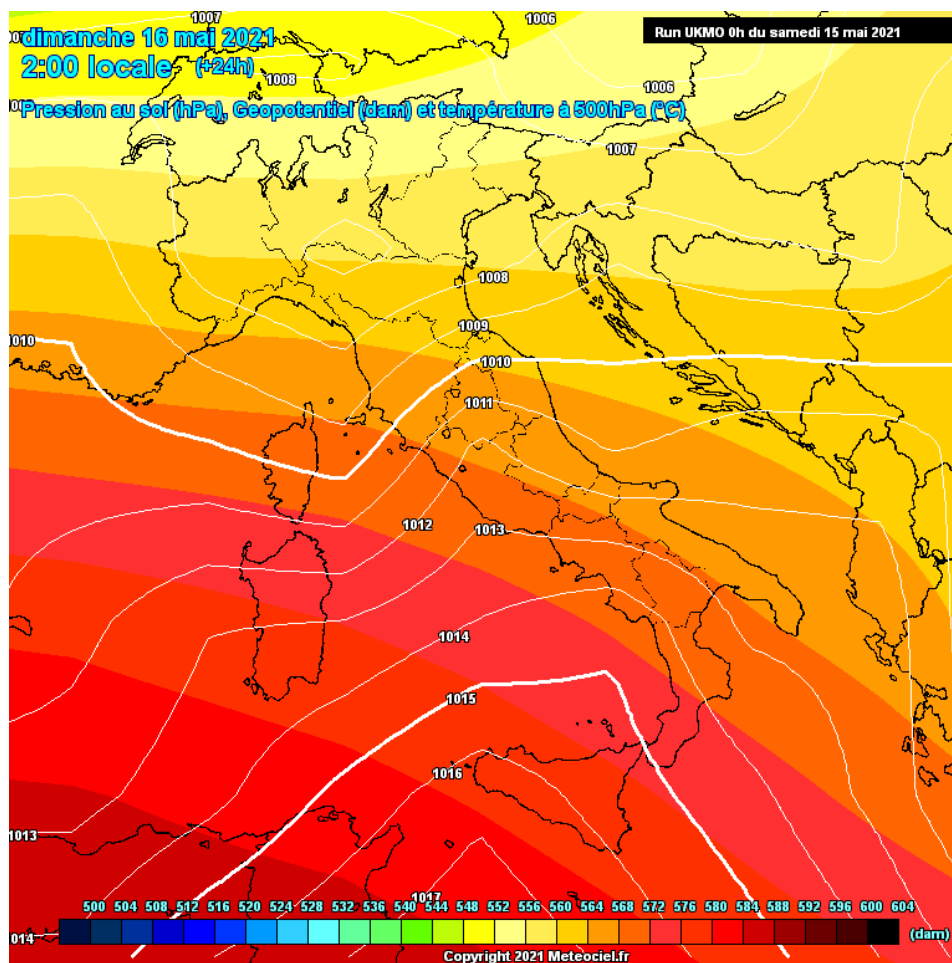 1007
1006
dimanche 16 mai 2021
Run UKMO 0h du samedi 15 mai 2021
2:00 locale (+24h)
1008
1006
Pression au sol (hPa), Geopotentiel (dam) et température à 500hPa (°C)
1007
1008
1009
1010
1010
1011
1012
1013
1014
1015
1016
1013
1017
500 504 508 512 516 520 524 528 532 536 540 544 548 552 556 560 564 568 572 576 580 584 588 592 596 600 604
1014
(dam)
Copyright 2021 Meteociel.fr